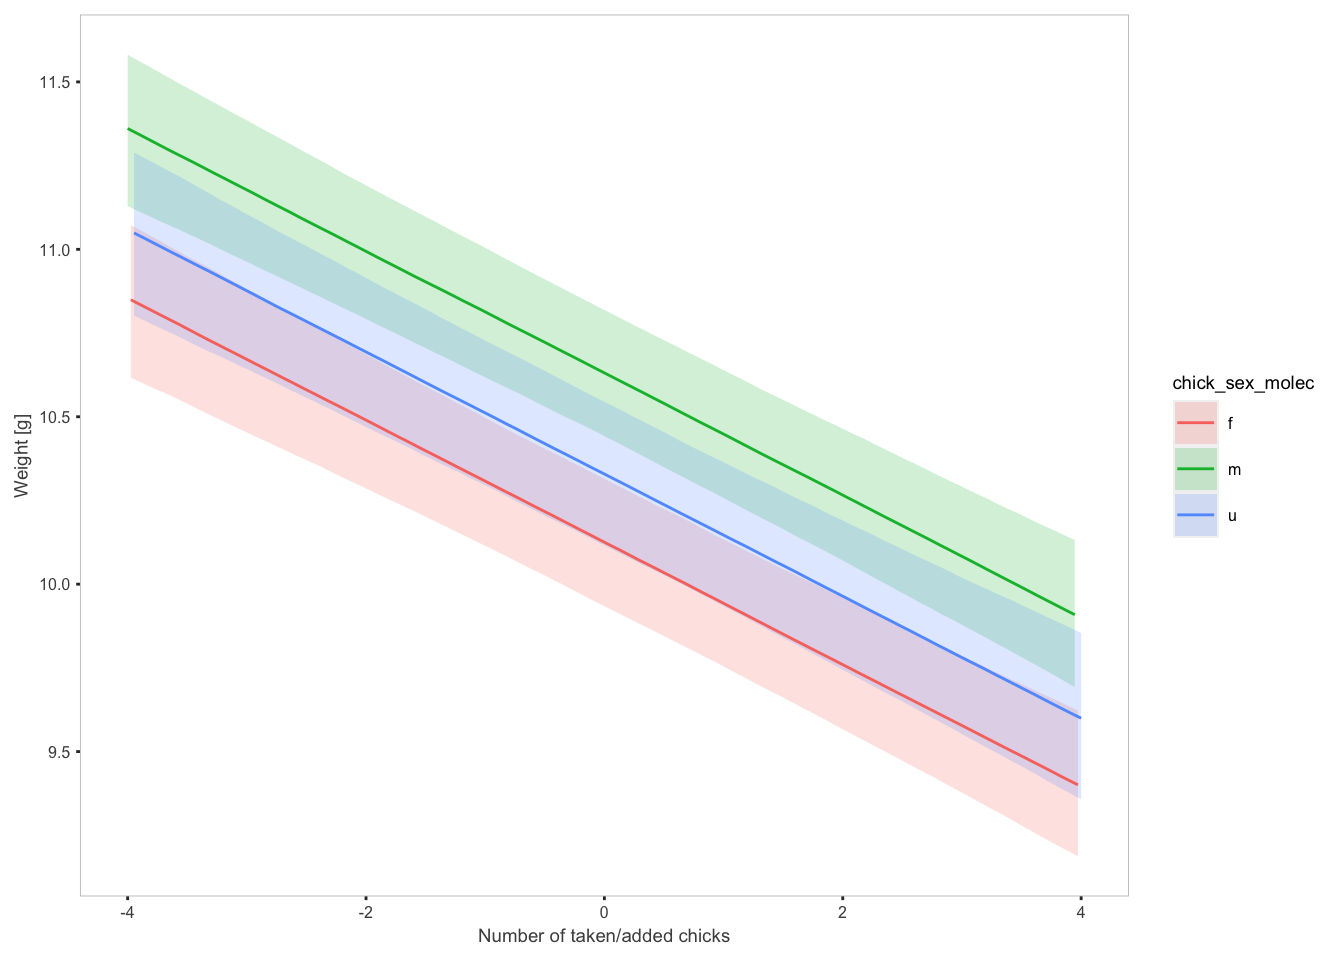 11.5
11.0
10.5
10.0
9.5
Weight [g]
-4 -2 0 2 4
Number of taken/added chicks
chick_sex_molec
f
m
u